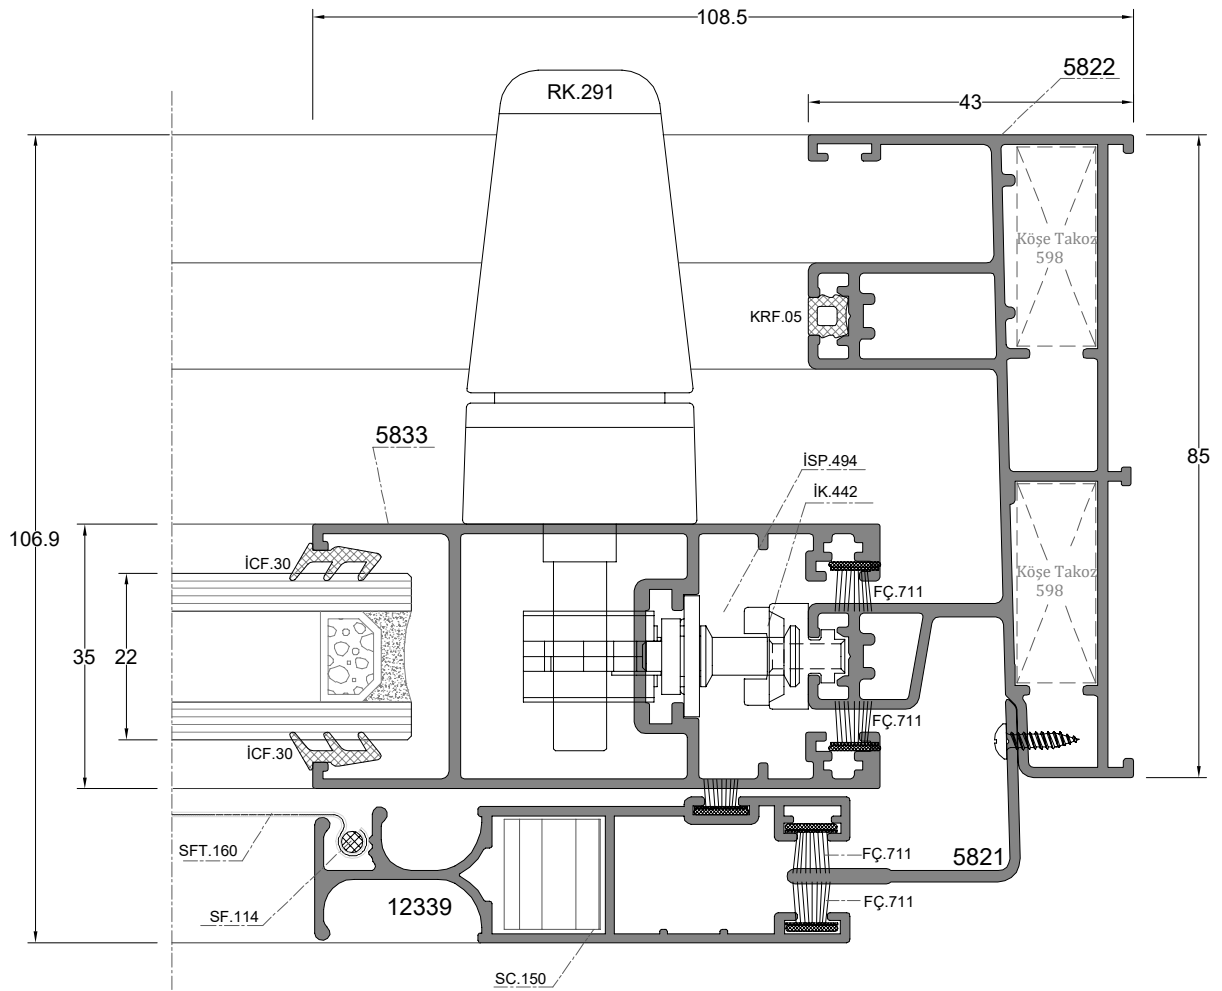 108.5
5822
RK.291
43
Köşe Takoz
598
KRF.05
5833
İSP.494
85
İK.442
106.9
İCF.30
FÇ.711
Köşe Takoz
598
35
22
FÇ.711
İCF.30
SFT.160
FÇ.711
5821
12339
SF.114
FÇ.711
SC.150